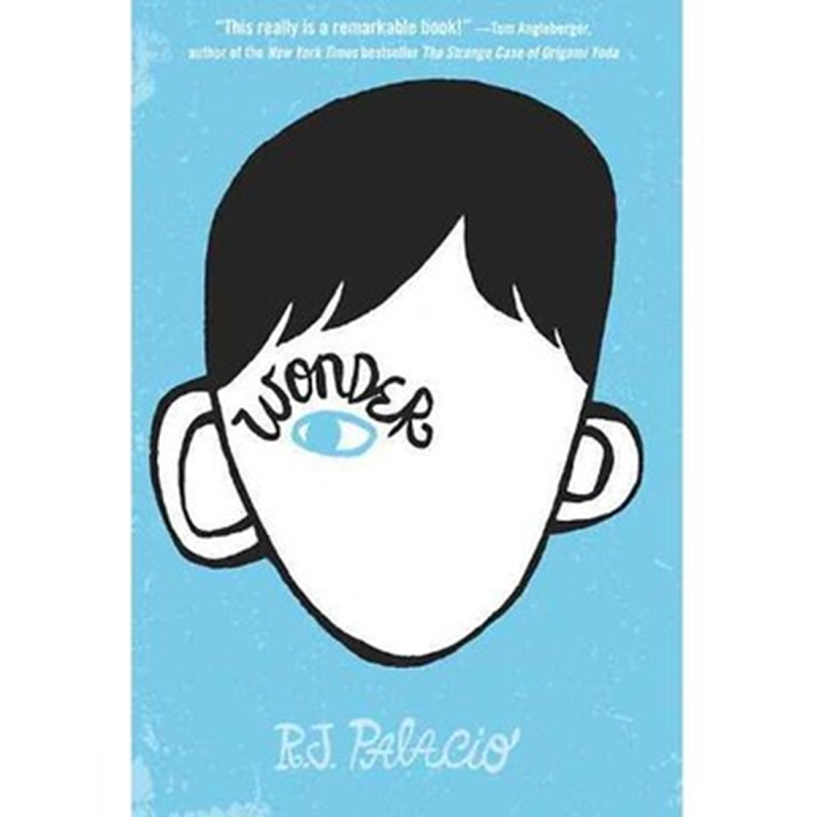 "This really is a remarkable book!" —Tom Angleberger,
author of the New York Times bestseller The Strange Case of Origami Yoda
WONDER
R.J. PALACIO